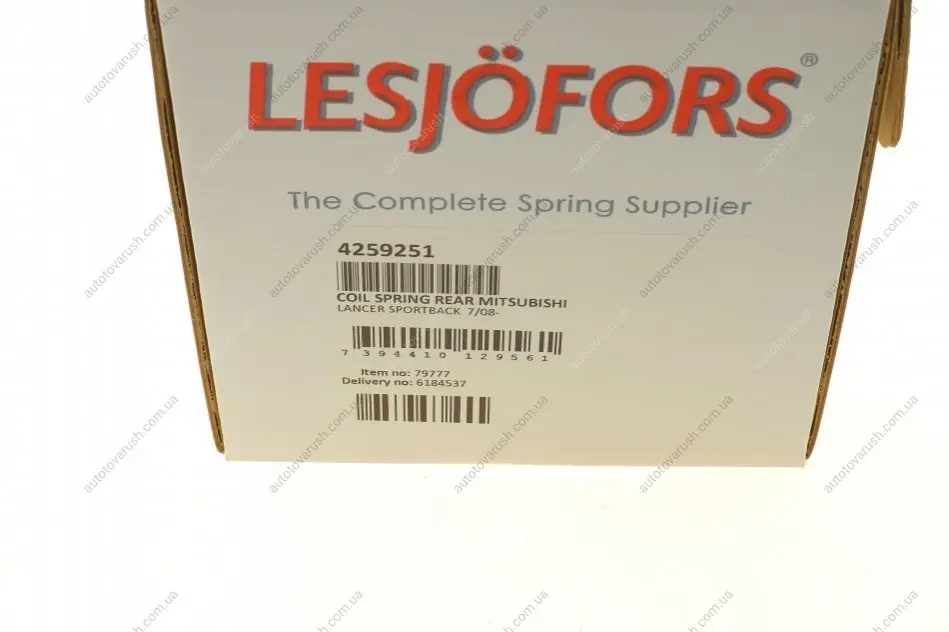 LESJÖFORS®
The Complete Spring Supplier
4259251
COIL SPRING REAR MITSUBISHI
LANCER SPORTBACK 7/08-
7 394410 129561
Item no: 79777
Delivery no: 6184537
autotovarush.com.ua